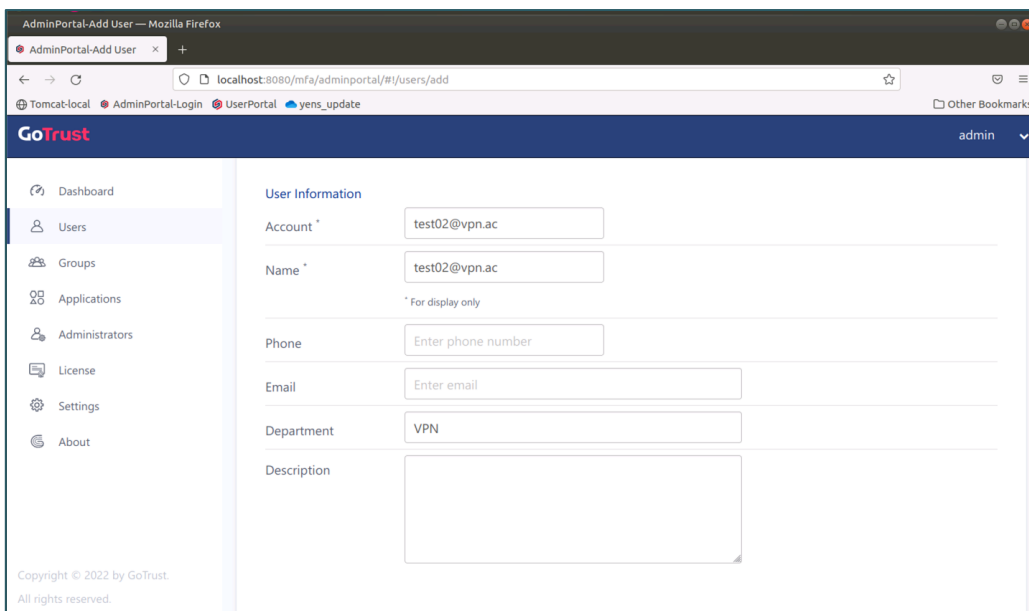 AdminPortal-Add User — Mozilla Firefox
AdminPortal-Add User × +
localhost:8080/mfa/adminportal/#!/users/add
Tomcat-local AdminPortal-Login UserPortal yens_update Other Bookmarks
GoTrust admin
Dashboard
Users
Groups
Applications
Administrators
License
Settings
About
Copyright © 2022 by GoTrust.
All rights reserved.
User Information
Account * test02@vpn.ac
Name * test02@vpn.ac
* For display only
Phone Enter phone number
Email Enter email
Department VPN
Description